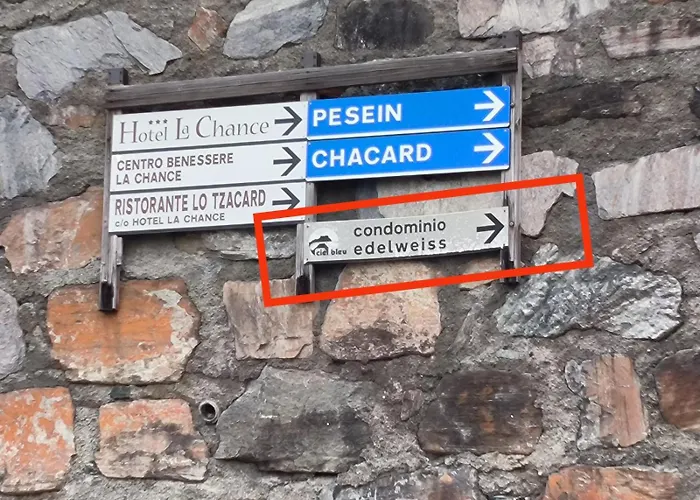 Hotel La Chance
CENTRO BENESSERE
LA CHANCE
RISTORANTE LO TZACARD
c/o HOTEL LA CHANCE
PESEIN
CHACARD
ciel bleu
condominio
edelweiss